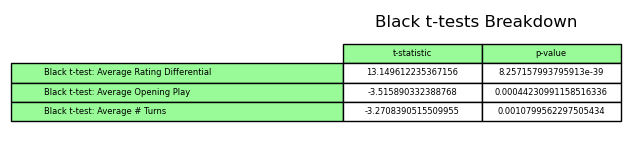 Black t-tests Breakdown
t-statistic p-value
Black t-test: Average Rating Differential 13.149612235367156 8.257157993795913e-39
Black t-test: Average Opening Play -3.515890332388768 0.00044230991158516336
Black t-test: Average # Turns -3.2708390515509955 0.0010799562297505434